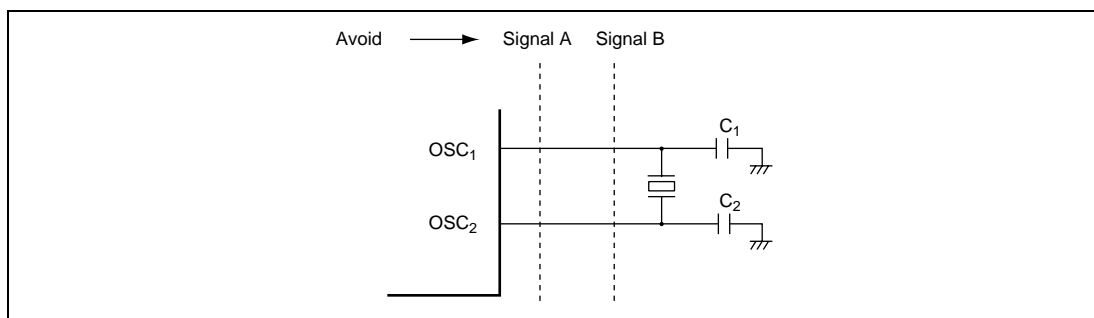 Avoid Signal A Signal B
C₁
OSC₁
C₂
OSC₂